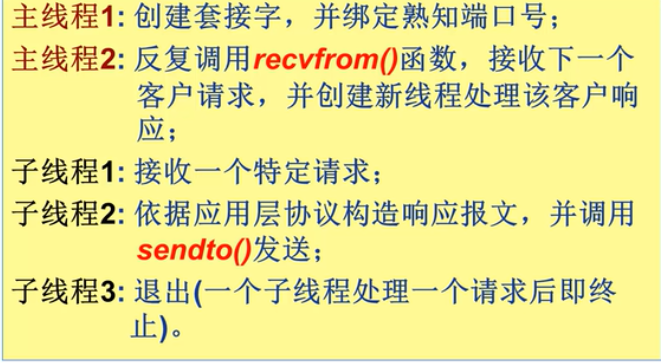 主线程1: 创建套接字，并绑定熟知端口号；
主线程2: 反复调用recvfrom()函数，接收下一个
客户请求，并创建新线程处理该客户响
应；
子线程1: 接收一个特定请求；
子线程2: 依据应用层协议构造响应报文，并调用
sendto()发送；
子线程3: 退出(一个子线程处理一个请求后即终
止)。